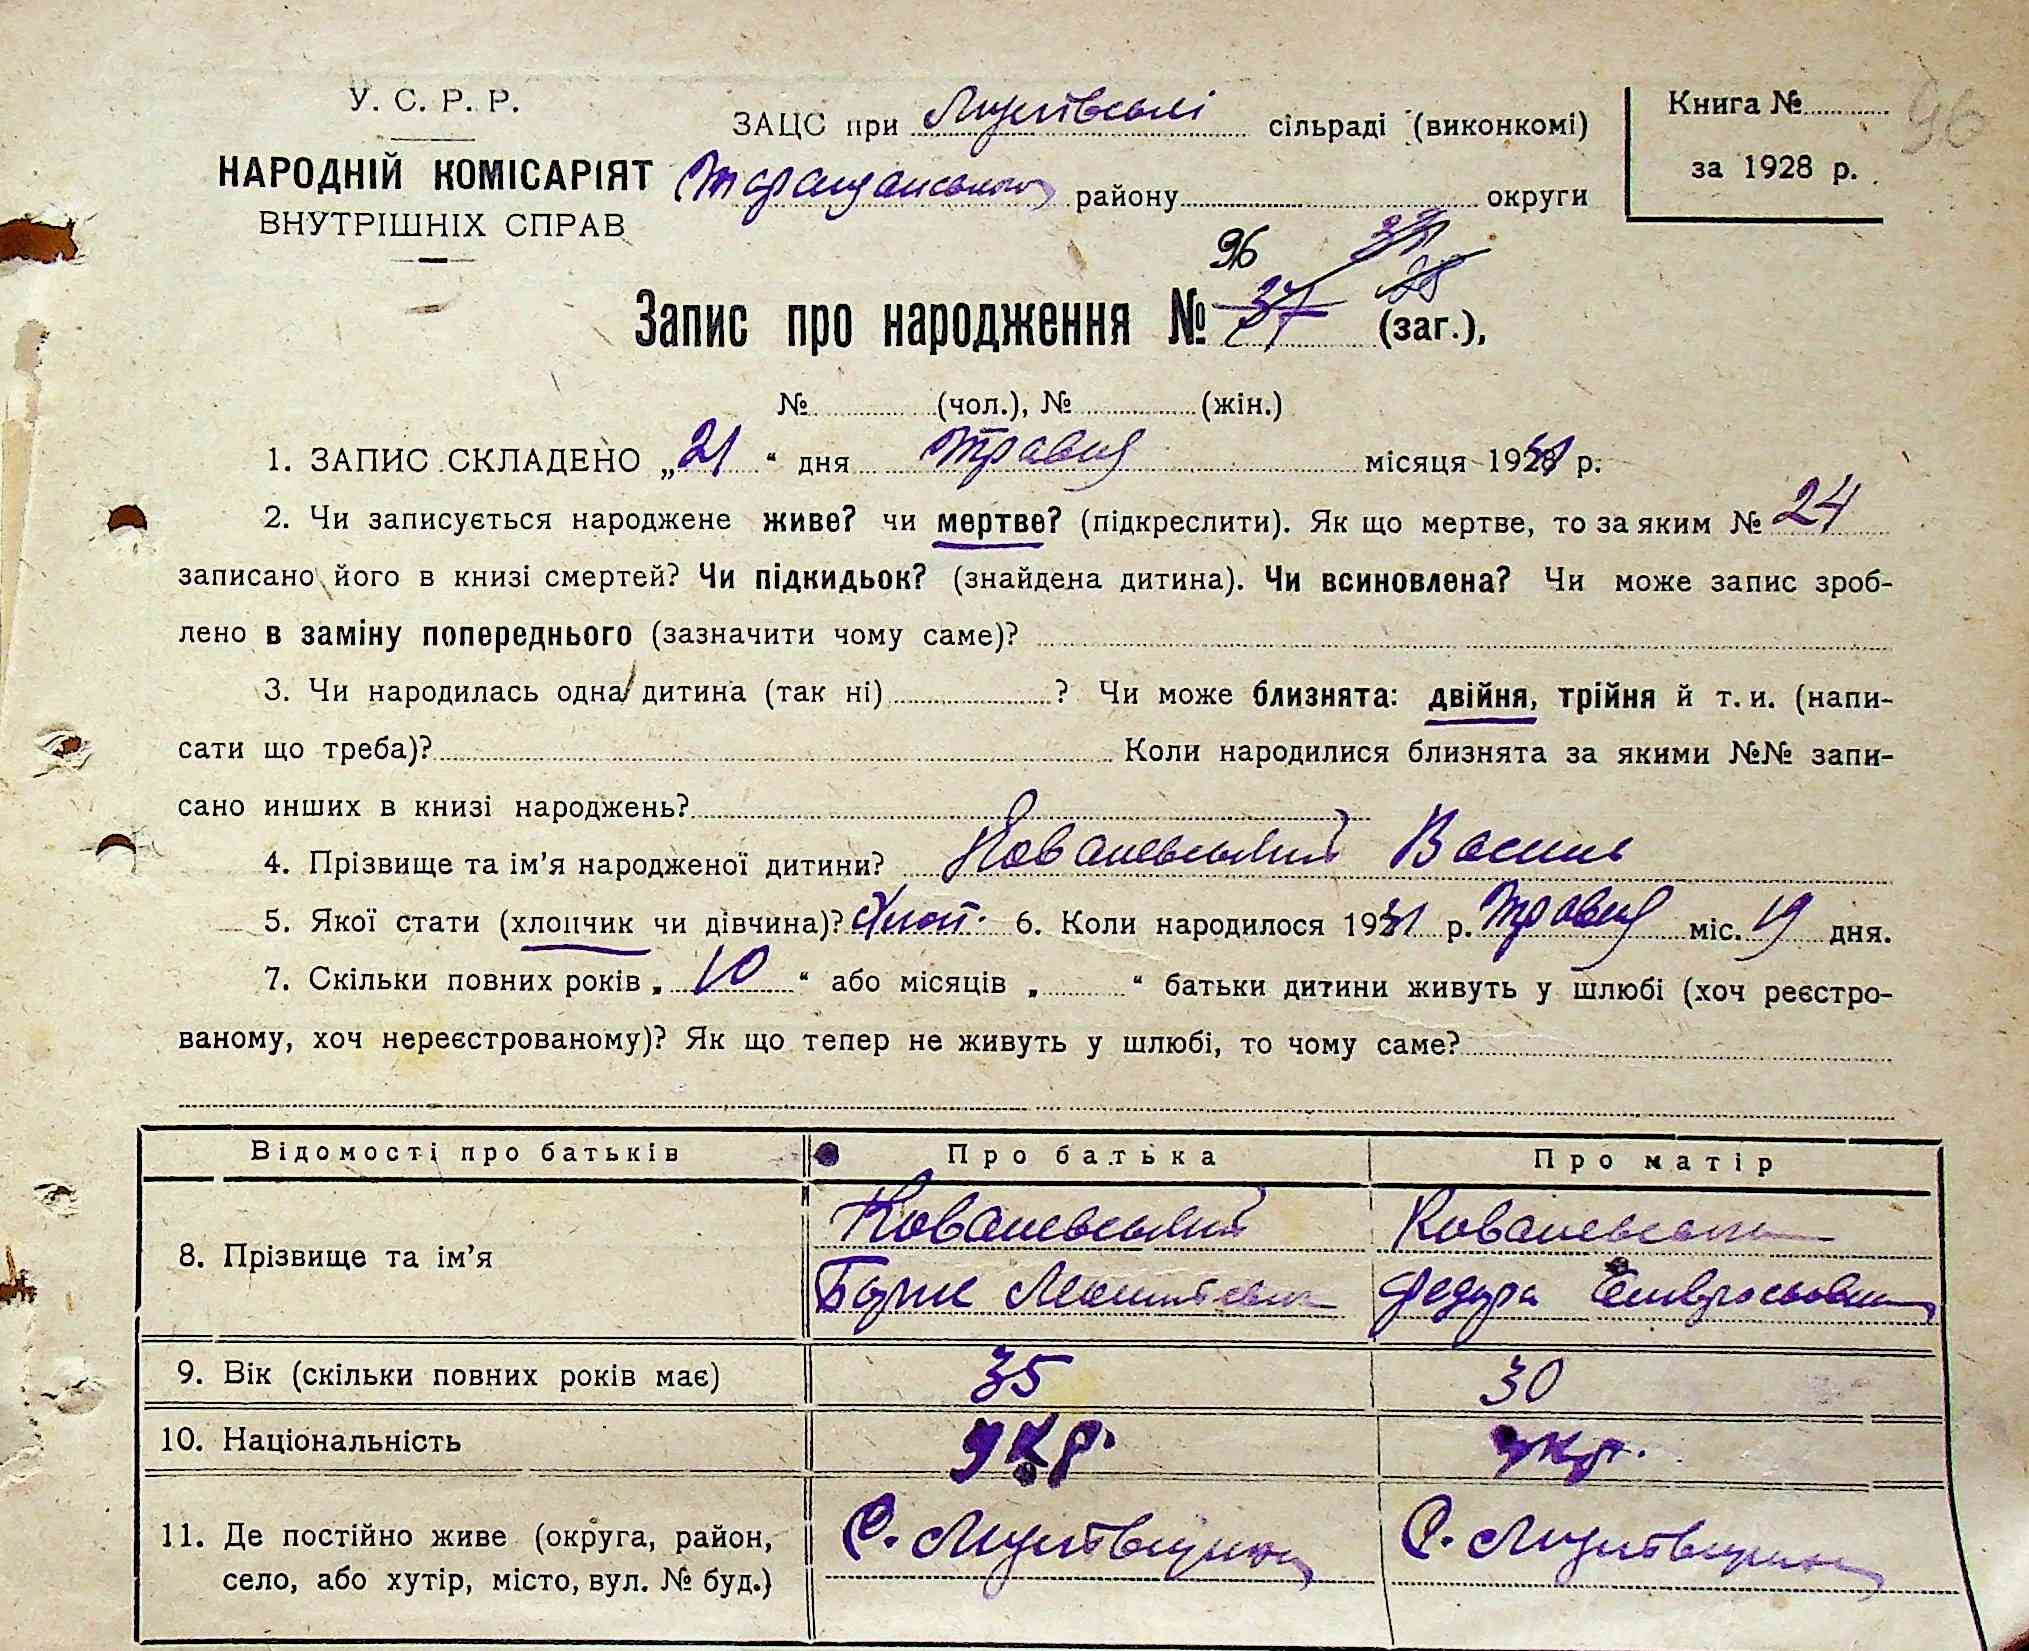 У. С. Р. Р.
НАРОДНІЙ КОМІСАРІЯТ
ВНУТРІШНІХ СПРАВ
ЗАЦС при Лукʼянівські сільраді (виконкомі)
Таращанського району округи
Книга № 96
за 1928 р.
96 37 28
Запис про народження № 37 (заг.),
№ (чол.), № (жін.)
1. ЗАПИС СКЛАДЕНО „21“ дня травня місяця 1931 р.
2. Чи записується народжене живе? чи мертве? (підкреслити). Як що мертве, то за яким № 24
записано його в книзі смертей? Чи підкидьок? (знайдена дитина). Чи всиновлена? Чи може запис зроб-
лено в заміну попереднього (зазначити чому саме)?
3. Чи народилась одна/ дитина (так ні) ? Чи може близнята: двійня, трійня й т. и. (напи-
сати що треба)? Коли народилися близнята за якими №№ запи-
сано инших в книзі народжень?
4. Прізвище та ім'я народженої дитини? Ковалевський Василь
5. Якої стати (хлопчик чи дівчина)? Хлоп. 6. Коли народилося 1931 р. травня міс. 19 дня.
7. Скільки повних років „10“ або місяців „ “ батьки дитини живуть у шлюбі (хоч реєстро-
ваному, хоч нереєстрованому)? Як що тепер не живуть у шлюбі, то чому саме?
Відомості про батьків Про батька Про матір
8. Прізвище та ім'я Ковалевський Ковалевська
Федора
9. Вік (скільки повних років має) 35 30
10. Національність укр. укр.
11. Де постійно живе (округа, район, С. С.
село, або хутір, місто, вул. № буд.)